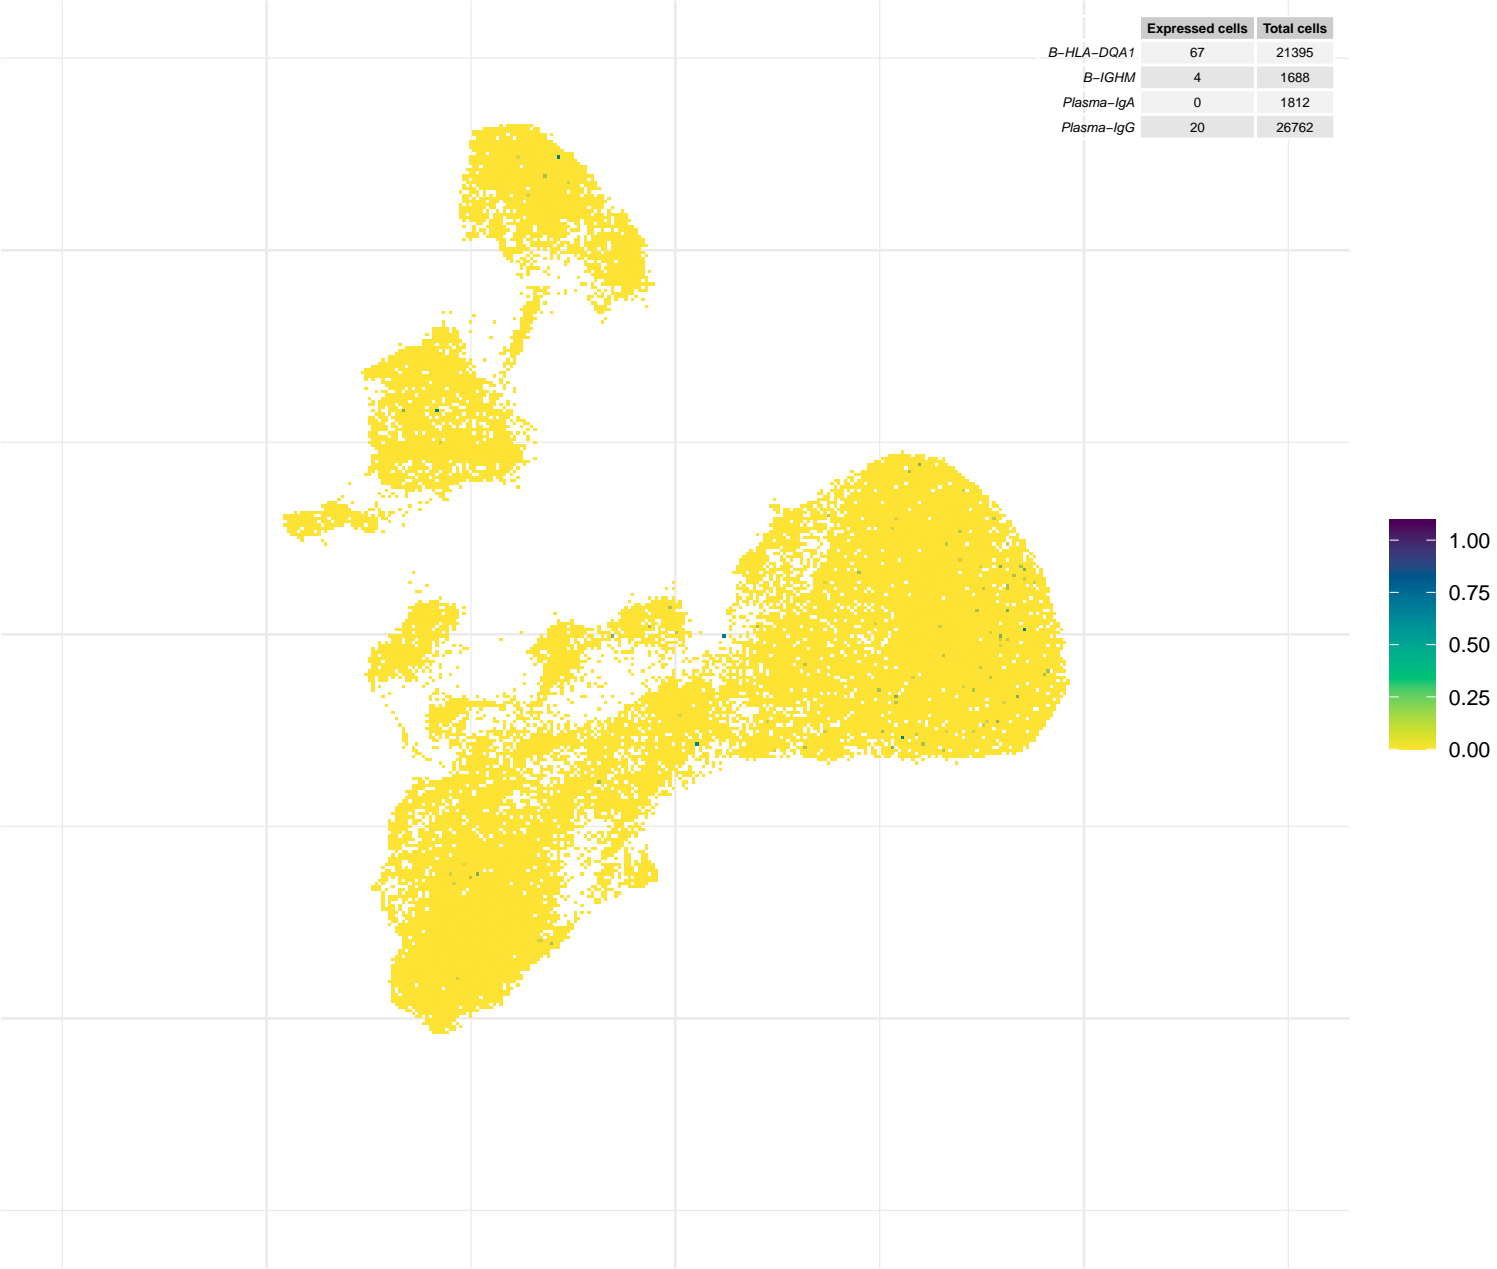 Expressed cells Total cells
B−HLA−DQA1 67 21395
B−IGHM 4 1688
Plasma−IgA 0 1812
Plasma−IgG 20 26762
1.00
0.75
0.50
0.25
0.00